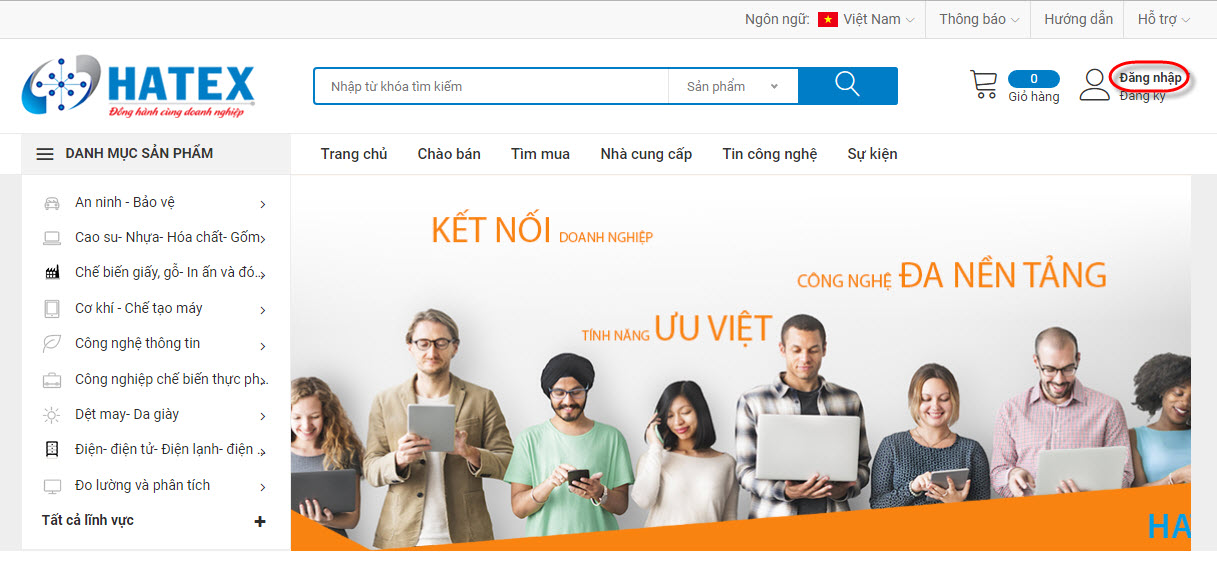 Ngôn ngữ: Việt Nam Thông báo Hướng dẫn Hỗ trợ
HATEX
Đồng hành cùng doanh nghiệp
Nhập từ khóa tìm kiếm Sản phẩm
0
Giỏ hàng
Đăng nhập
Đăng ký
DANH MỤC SẢN PHẨM
Trang chủ Chào bán Tìm mua Nhà cung cấp Tin công nghệ Sự kiện
An ninh - Bảo vệ
Cao su- Nhựa- Hóa chất- Gốm
Chế biến giấy, gỗ- In ấn và đó..
Cơ khí - Chế tạo máy
Công nghệ thông tin
Công nghiệp chế biến thực ph..
Dệt may- Da giày
Điện- điện tử- Điện lạnh- điện ..
Đo lường và phân tích
Tất cả lĩnh vực
KẾT NỐI DOANH NGHIỆP
CÔNG NGHỆ ĐA NỀN TẢNG
TÍNH NĂNG ƯU VIỆT
HA